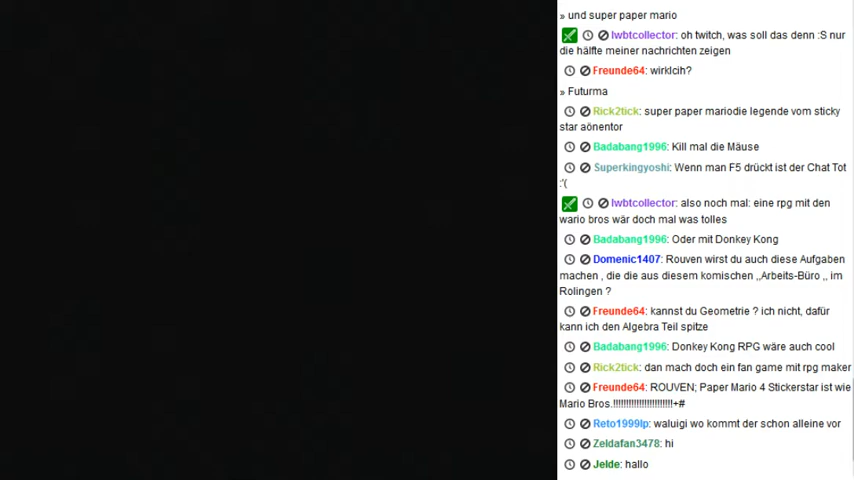 » und super paper mario
lwbtcollector: oh twitch, was soll das denn :S nur
die hälfte meiner nachrichten zeigen
Freunde64: wirklcih?
» Futurma
Rick2tick: super paper mariodie legende vom sticky
star aönentor
Badabang1996: Kill mal die Mäuse
Superkingyoshi: Wenn man F5 drückt ist der Chat Tot
:'(
lwbtcollector: also noch mal: eine rpg mit den
wario bros wär doch mal was tolles
Badabang1996: Oder mit Donkey Kong
Domenic1407: Rouven wirst du auch diese Aufgaben
machen , die die aus diesem komischen ,,Arbeits-Büro ,, im
Rolingen ?
Freunde64: kannst du Geometrie ? ich nicht, dafür
kann ich den Algebra Teil spitze
Badabang1996: Donkey Kong RPG wäre auch cool
Rick2tick: dan mach doch ein fan game mit rpg maker
Freunde64: ROUVEN; Paper Mario 4 Stickerstar ist wie
Mario Bros.!!!!!!!!!!!!!!!!!!!!!!!+#
Reto1999lp: waluigi wo kommt der schon alleine vor
Zeldafan3478: hi
Jelde: hallo